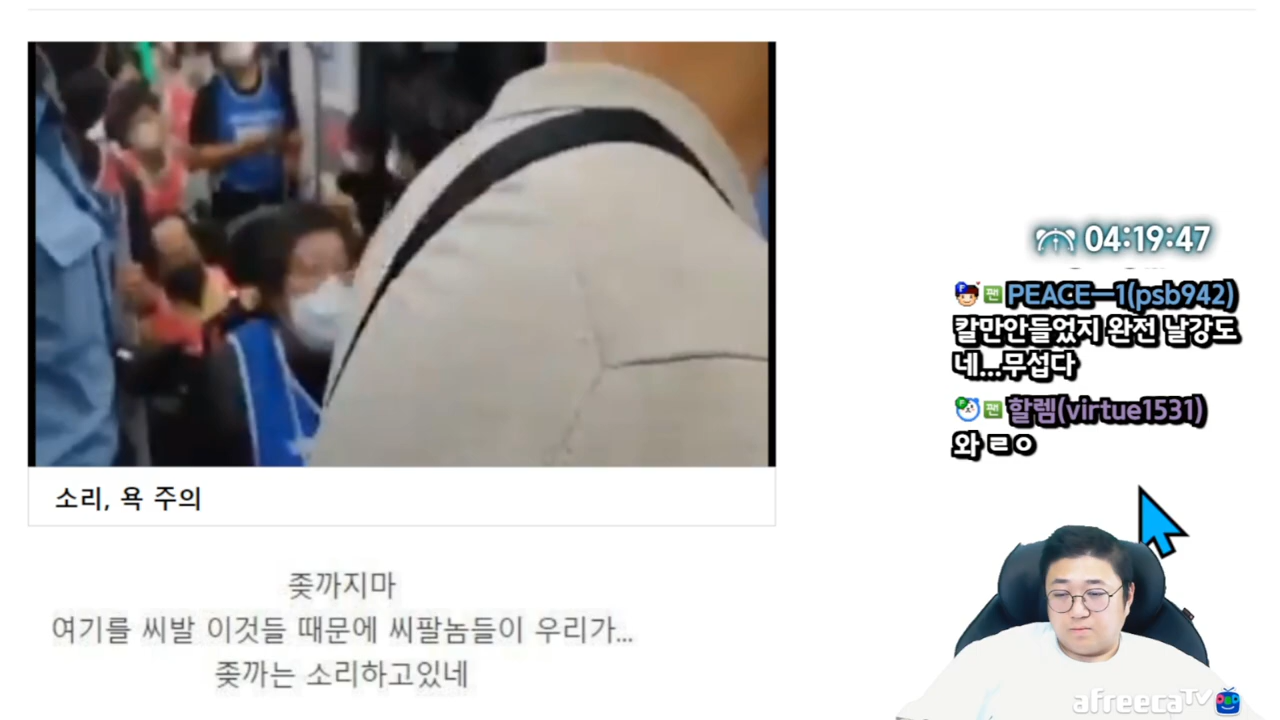 소리, 욕 주의
좆까지마
여기를 씨발 이것들 때문에 씨팔놈들이 우리가...
좆까는 소리하고있네
04:19:47
팬 PEACE-1(psb942)
칼만안들었지 완전 날강도
네...무섭다
팬 할렘(virtue1531)
와 ㄹㅇ
afreecaTV